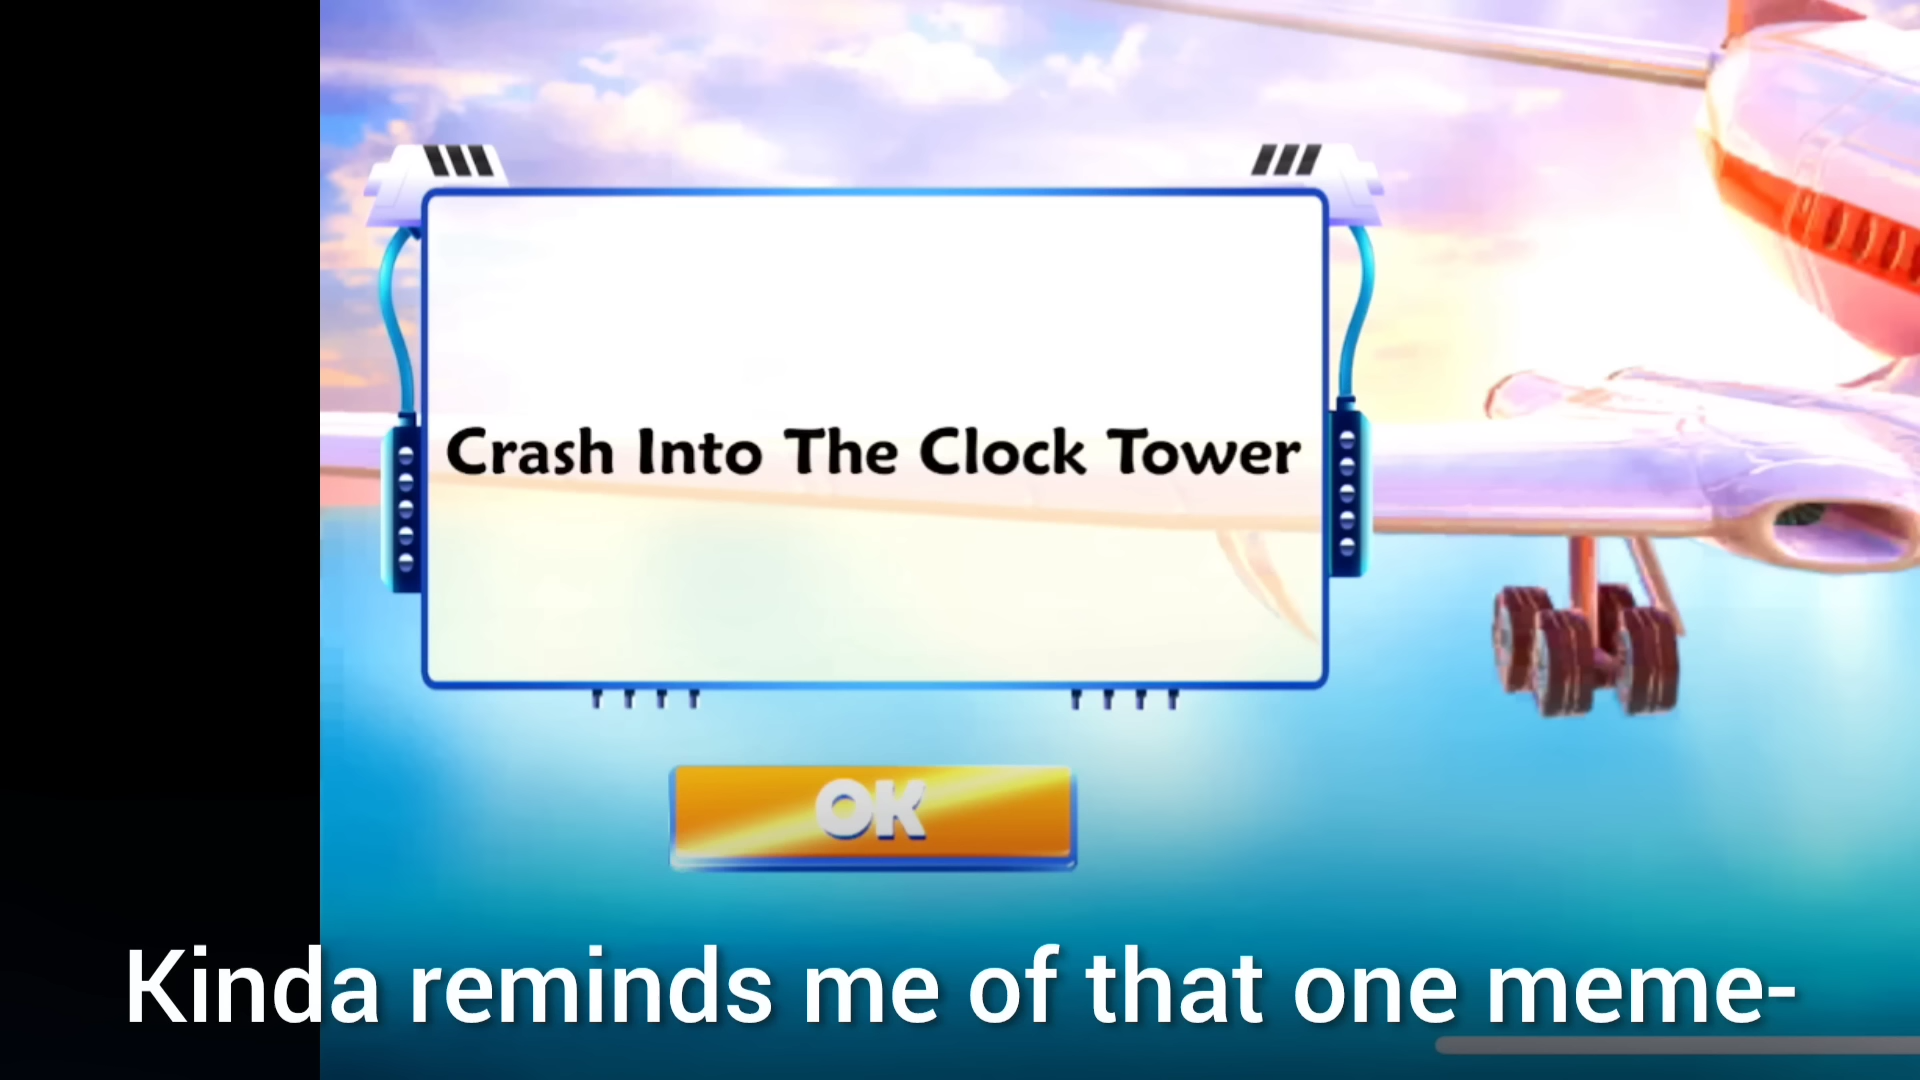 Crash Into The Clock Tower
OK
Kinda reminds me of that one meme-